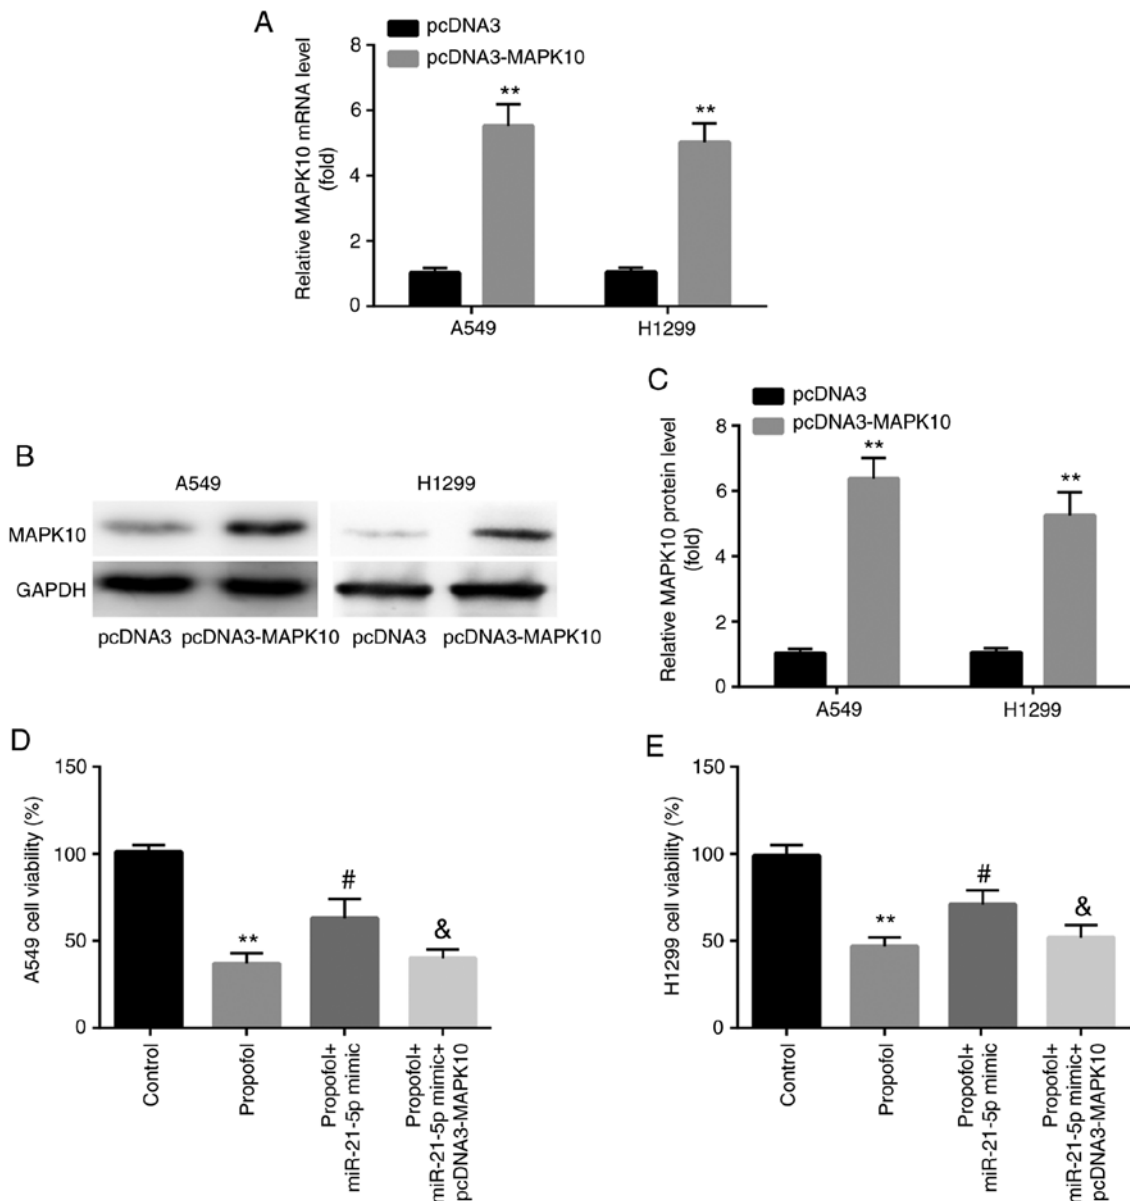 A
pcDNA3
pcDNA3-MAPK10
Relative MAPK10 mRNA level
(fold)
8
6
4
2
0
**
**
A549
H1299
B
A549
H1299
MAPK10
GAPDH
pcDNA3
pcDNA3-MAPK10
pcDNA3
pcDNA3-MAPK10
C
pcDNA3
pcDNA3-MAPK10
Relative MAPK10 protein level
(fold)
8
6
4
2
0
**
**
A549
H1299
D
A549 cell viability (%)
150
100
50
0
**
#
&
Control
Propofol
Propofol+
miR-21-5p mimic
Propofol+
miR-21-5p mimic+
pcDNA3-MAPK10
E
H1299 cell viability (%)
150
100
50
0
**
#
&
Control
Propofol
Propofol+
miR-21-5p mimic
Propofol+
miR-21-5p mimic+
pcDNA3-MAPK10